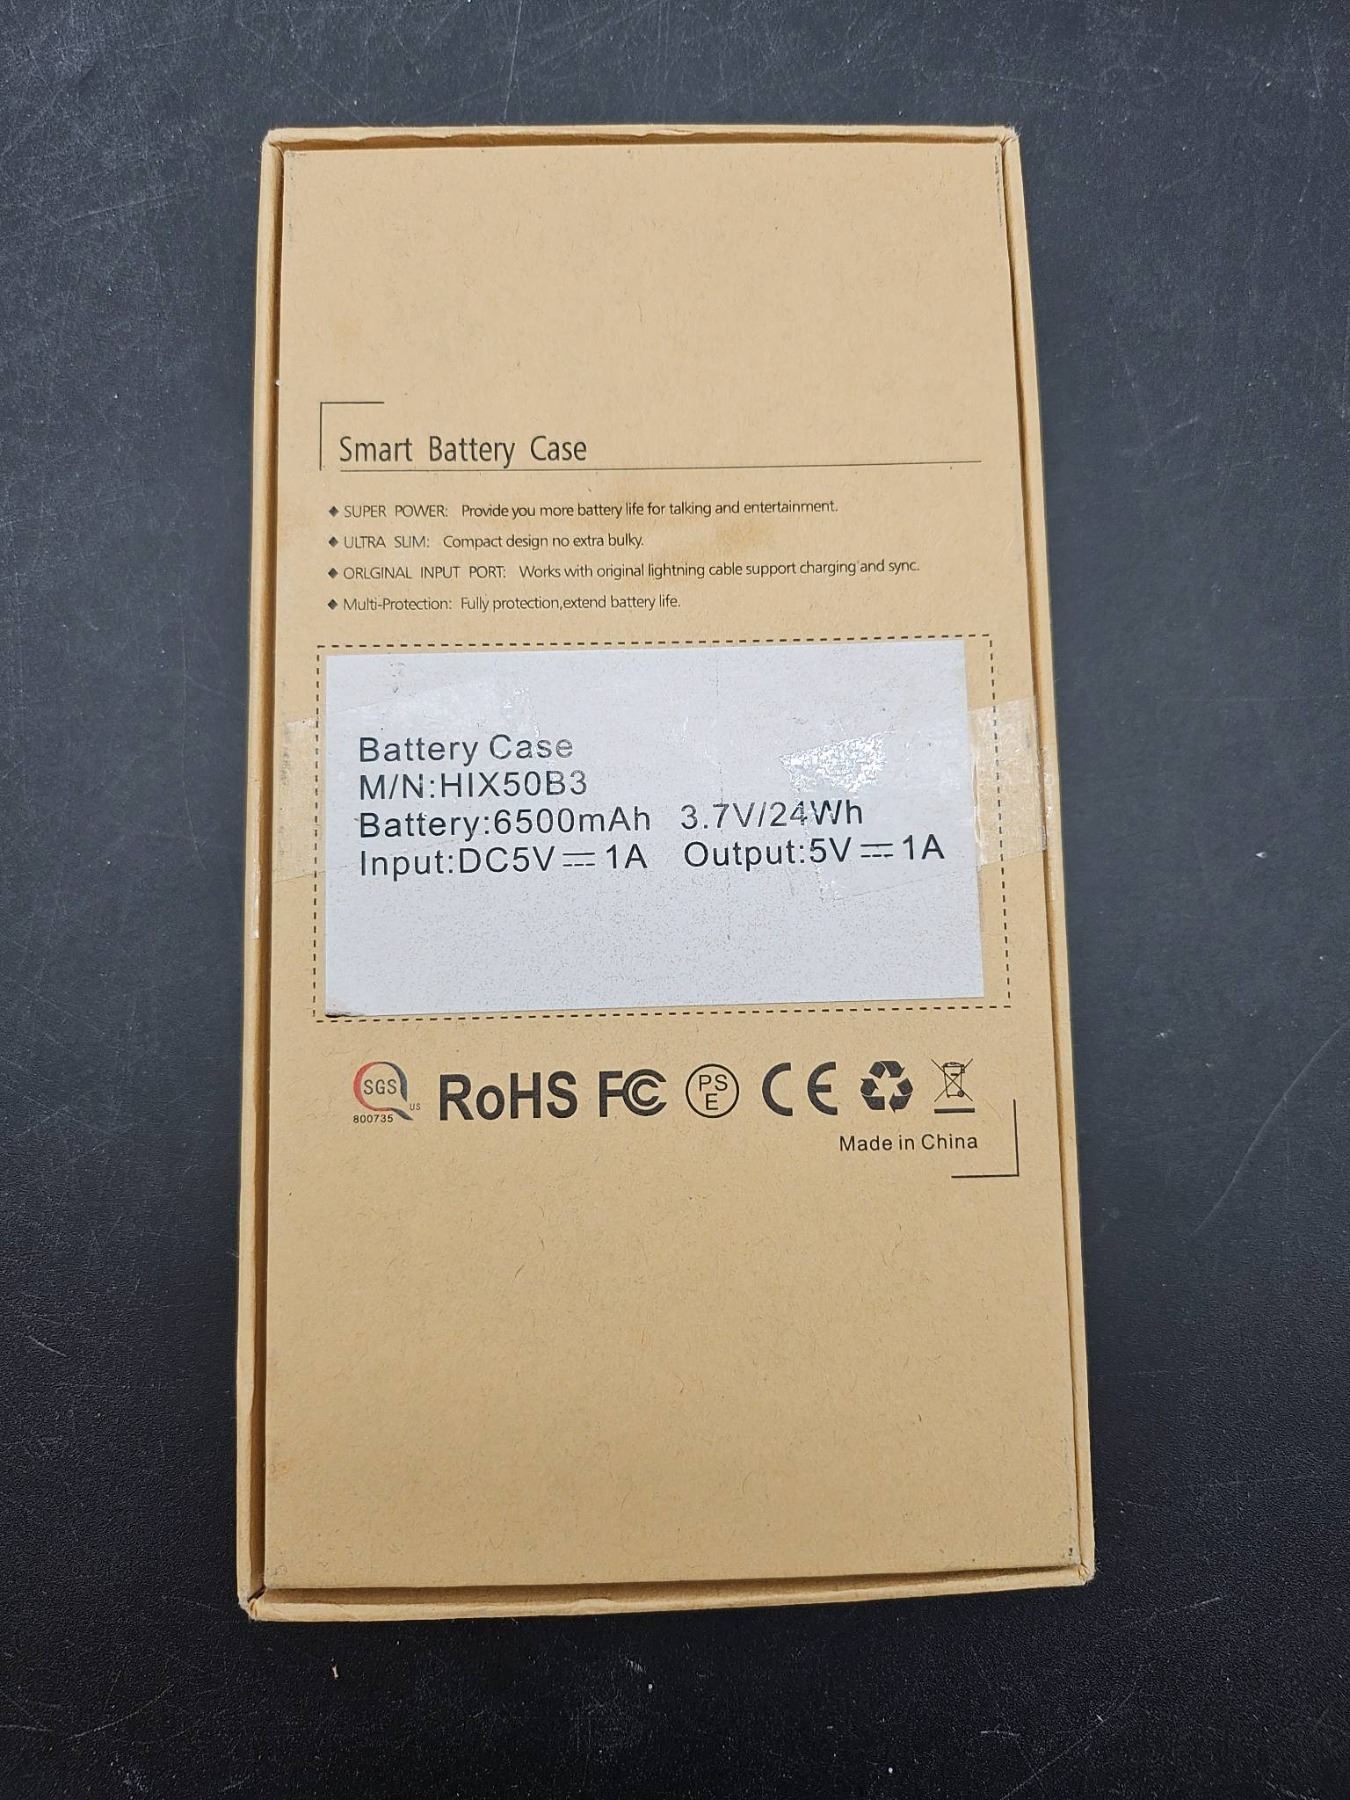 Smart Battery Case
◆ SUPER POWER: Provide you more battery life for talking and entertainment.
◆ ULTRA SLIM: Compact design no extra bulky.
◆ ORLGINAL INPUT PORT: Works with original lightning cable support charging and sync.
◆ Multi-Protection: Fully protection,extend battery life.
Battery Case
M/N:HIX50B3
Battery:6500mAh 3.7V/24Wh
Input:DC5V⎓1A Output:5V⎓1A
SGS US 800735 RoHS FC PSE CE
Made in China